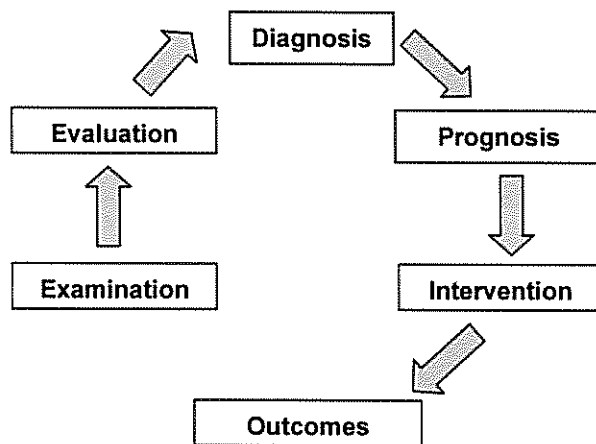 Diagnosis
Evaluation
Prognosis
Examination
Intervention
Outcomes